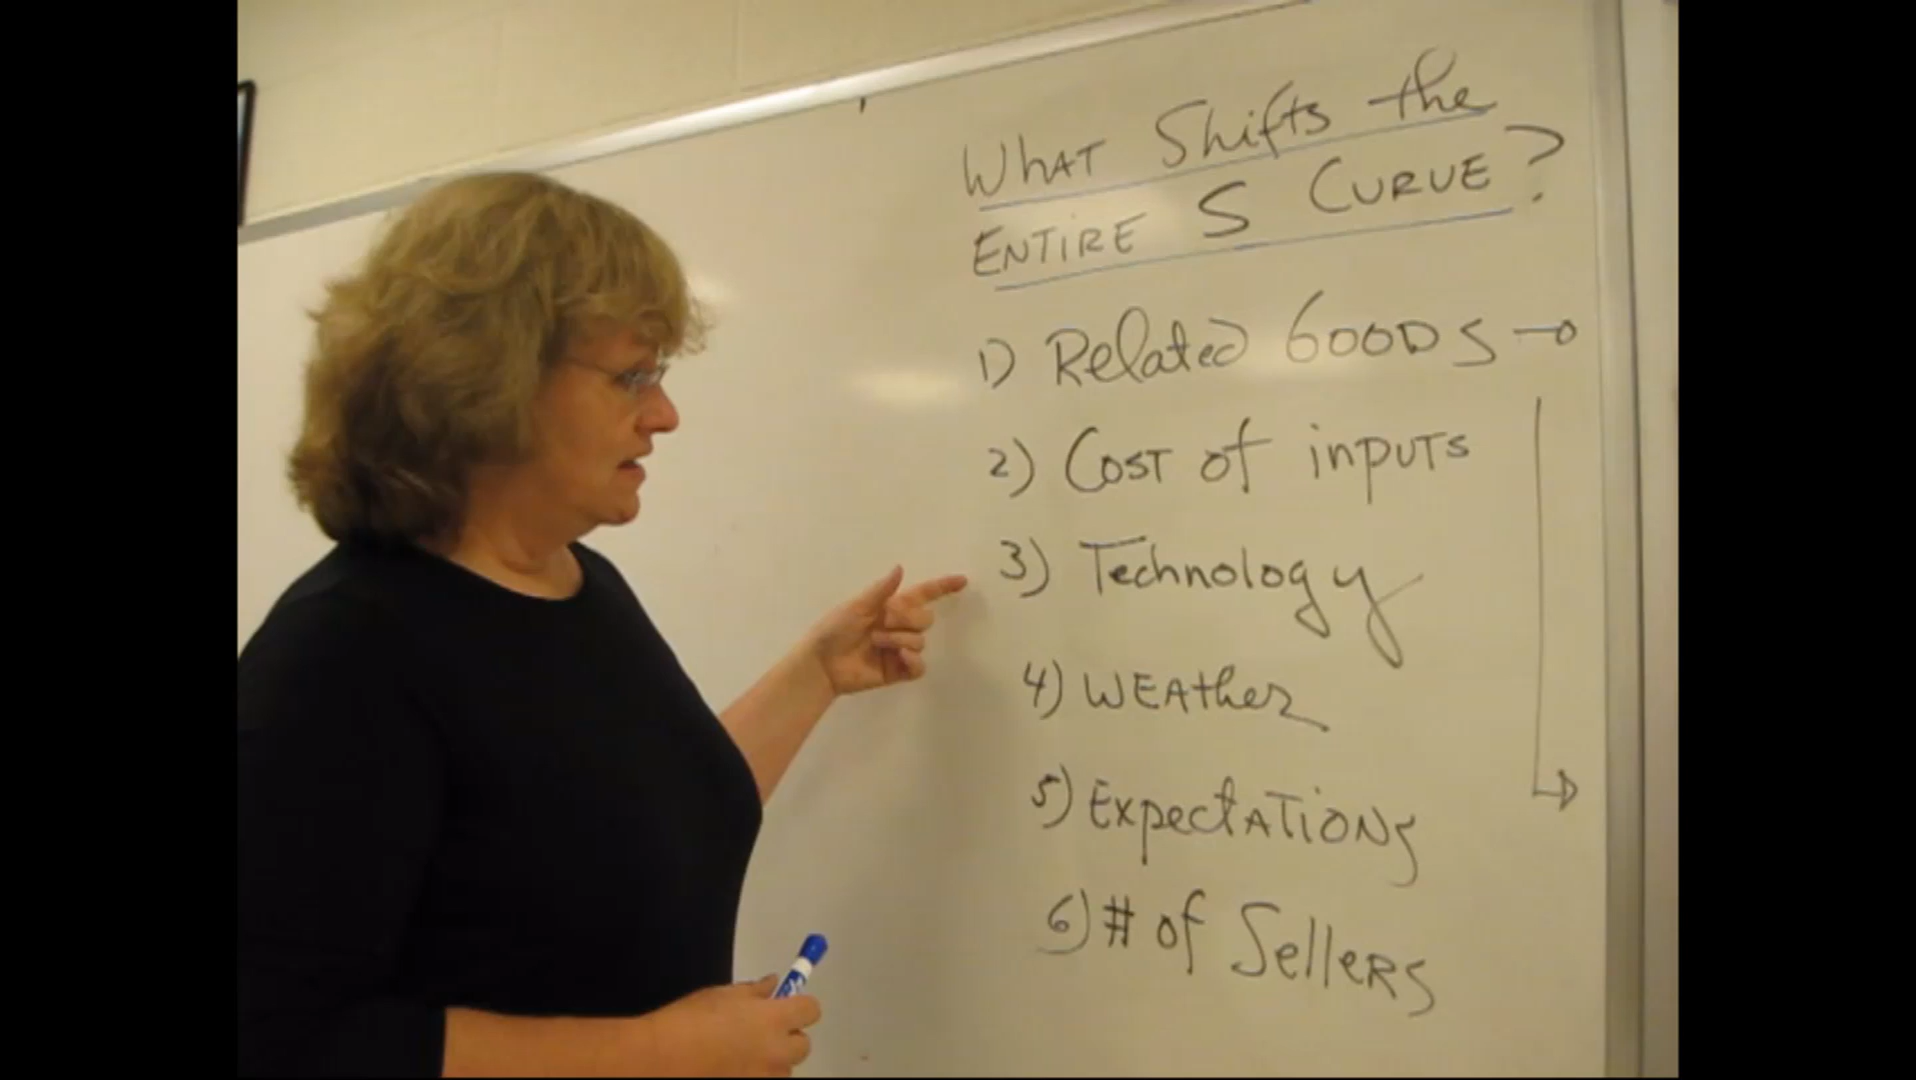 What Shifts the
ENTIRE S CURVE?
1) Related GOODS →
2) COST of inpuTs
3) Technology
4) WEAther
5) ExpectATiONs
6) # of SelleRs